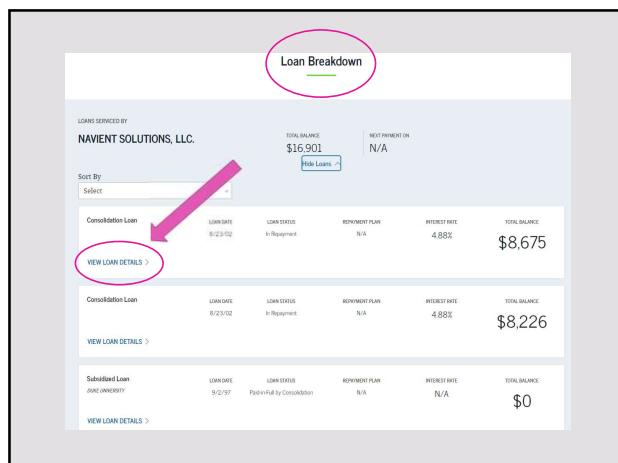 Loan Breakdown
LOANS SERVICED BY
NAVIENT SOLUTIONS, LLC.
TOTAL BALANCE
$16,901
NEXT PAYMENT ON
N/A
Hide Loans
Sort By
Select
Consolidation Loan
LOAN DATE
8/23/02
LOAN STATUS
In Repayment
REPAYMENT PLAN
N/A
INTEREST RATE
4.88%
TOTAL BALANCE
$8,675
VIEW LOAN DETAILS >
Consolidation Loan
LOAN DATE
8/23/02
LOAN STATUS
In Repayment
REPAYMENT PLAN
N/A
INTEREST RATE
4.88%
TOTAL BALANCE
$8,226
VIEW LOAN DETAILS >
Subsidized Loan
DUKE UNIVERSITY
LOAN DATE
9/2/97
LOAN STATUS
Paid-in-Full by Consolidation
REPAYMENT PLAN
N/A
INTEREST RATE
N/A
TOTAL BALANCE
$0
VIEW LOAN DETAILS >